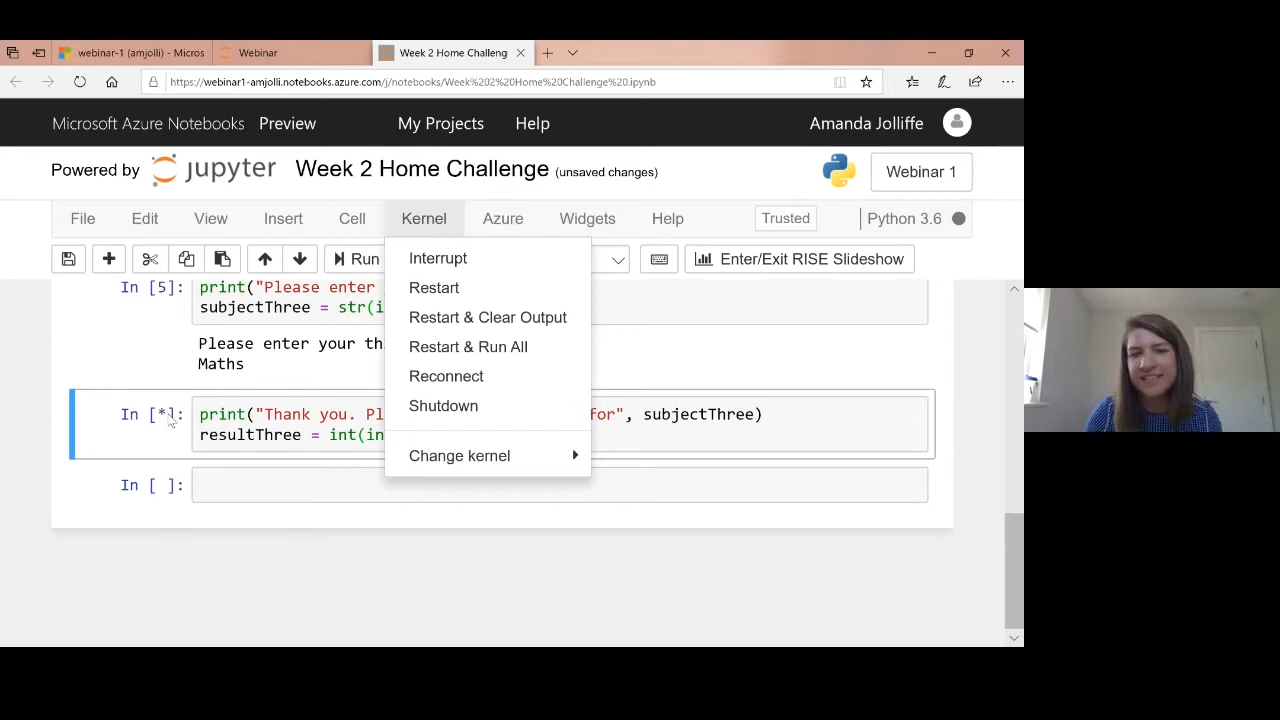 webinar-1 (amjolli) - Micros
Webinar
Week 2 Home Challeng
https://webinar1-amjolli.notebooks.azure.com/j/notebooks/Week%202%20Home%20Challenge%20.ipynb
Microsoft Azure Notebooks Preview My Projects Help Amanda Jolliffe
Powered by jupyter Week 2 Home Challenge (unsaved changes) Webinar 1
File Edit View Insert Cell Kernel Azure Widgets Help Trusted Python 3.6
Run Enter/Exit RISE Slideshow
Interrupt
Restart
Restart & Clear Output
Restart & Run All
Reconnect
Shutdown
Change kernel
In [5]: print("Please enter
subjectThree = str(i
Please enter your th
Maths
In [*]: print("Thank you. Pl for", subjectThree)
resultThree = int(in
In [ ]: